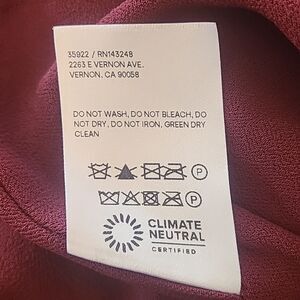 35922 / RN143248
2263 E VERNON AVE.
VERNON, CA 90058
DO NOT WASH, DO NOT BLEACH, DO
NOT DRY, DO NOT IRON, GREEN DRY
CLEAN
P
P
CLIMATE
NEUTRAL
CERTIFIED